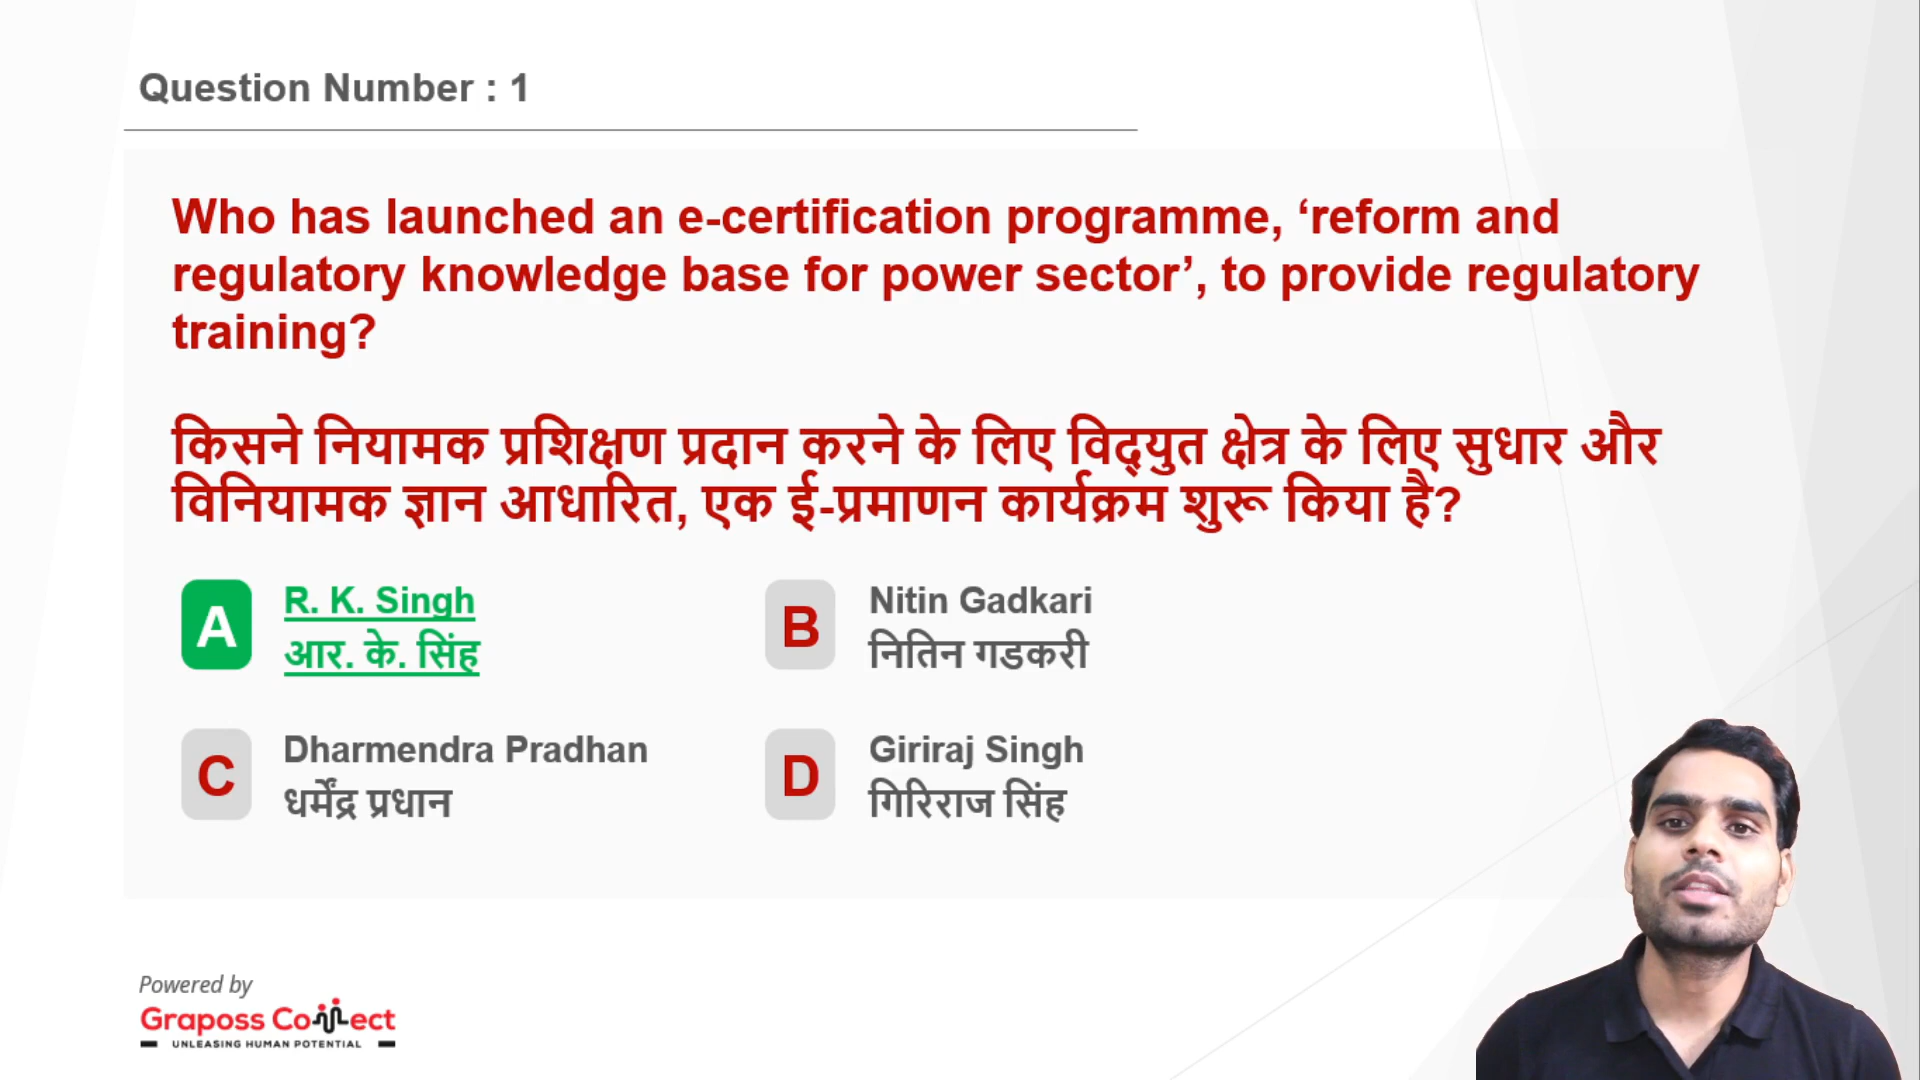 Question Number : 1
Who has launched an e-certification programme, ‘reform and
regulatory knowledge base for power sector’, to provide regulatory
training?
किसने नियामक प्रशिक्षण प्रदान करने के लिए विद्युत क्षेत्र के लिए सुधार और
विनियामक ज्ञान आधारित, एक ई-प्रमाणन कार्यक्रम शुरू किया है?
A R. K. Singh
आर. के. सिंह
B Nitin Gadkari
नितिन गडकरी
C Dharmendra Pradhan
धर्मेंद्र प्रधान
D Giriraj Singh
गिरिराज सिंह
Powered by
Graposs Connect
UNLEASING HUMAN POTENTIAL